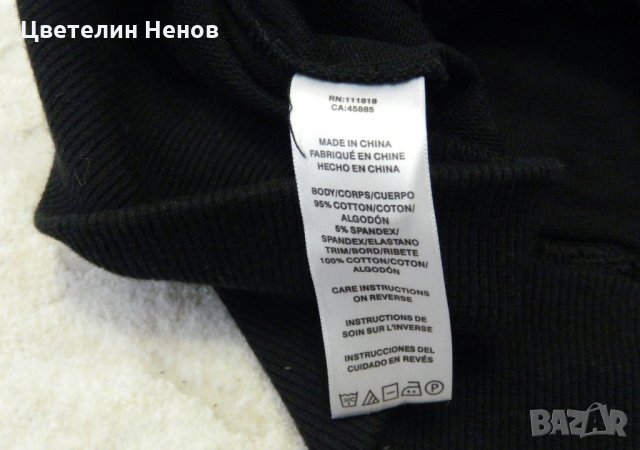 Цветелин Ненов
RN:111818
CA:45885
MADE IN CHINA
FABRIQUÉ EN CHINE
HECHO EN CHINA
BODY/CORPS/CUERPO
95% COTTON/COTON/
ALGODÓN
5% SPANDEX/
SPANDEX/ELASTANO
TRIM/BORD/RIBETE
100% COTTON/COTON/
ALGODÓN
CARE INSTRUCTIONS
ON REVERSE
INSTRUCTIONS DE
SOIN SUR L'INVERSE
INSTRUCCIONES DEL
CUIDADO EN REVÉS
P
BAZAR